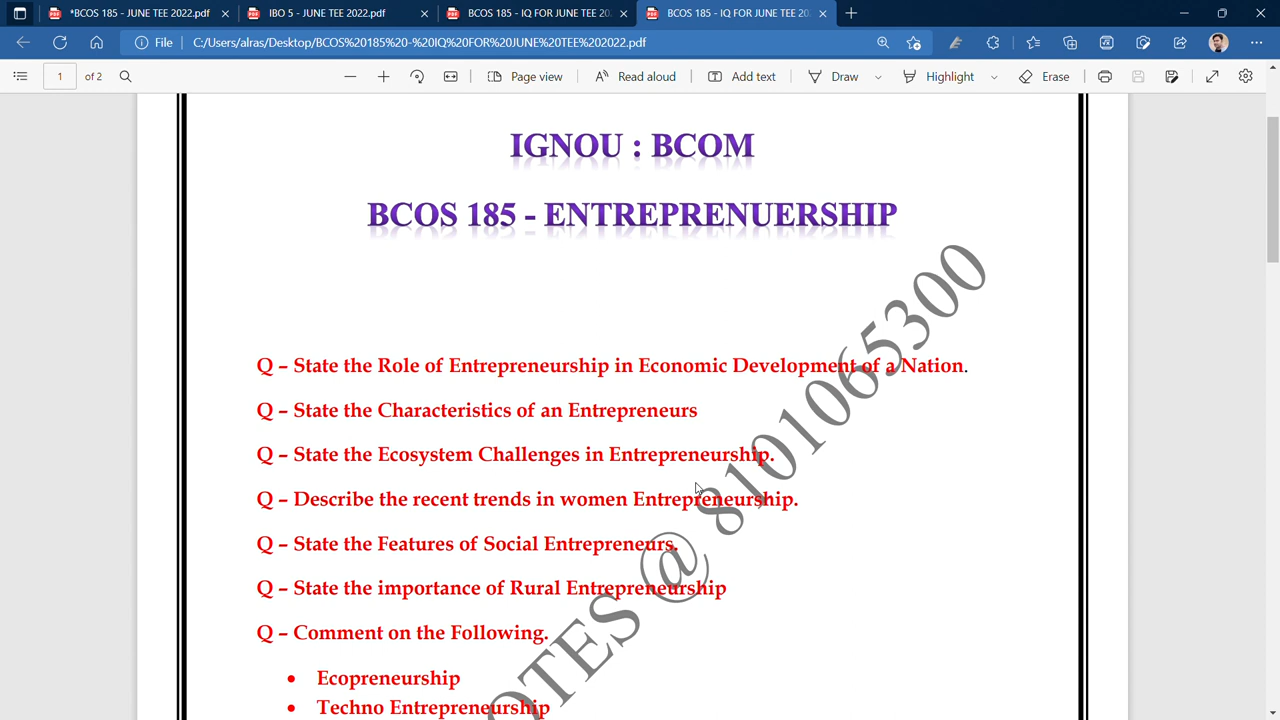 *BCOS 185 - JUNE TEE 2022.pdf
IBO 5 - JUNE TEE 2022.pdf
BCOS 185 - IQ FOR JUNE TEE 20
BCOS 185 - IQ FOR JUNE TEE 202
File
C:/Users/alras/Desktop/BCOS%20185%20-%20IQ%20FOR%20JUNE%20TEE%202022.pdf
1 of 2
Page view
Read aloud
Add text
Draw
Highlight
Erase
IGNOU : BCOM
BCOS 185 - ENTREPRENUERSHIP
Q – State the Role of Entrepreneurship in Economic Development of a Nation.
Q – State the Characteristics of an Entrepreneurs
Q – State the Ecosystem Challenges in Entrepreneurship.
Q – Describe the recent trends in women Entrepreneurship.
Q – State the Features of Social Entrepreneurs.
Q – State the importance of Rural Entrepreneurship
Q – Comment on the Following.
• Ecopreneurship
• Techno Entrepreneurship
OTES @ 8101065300